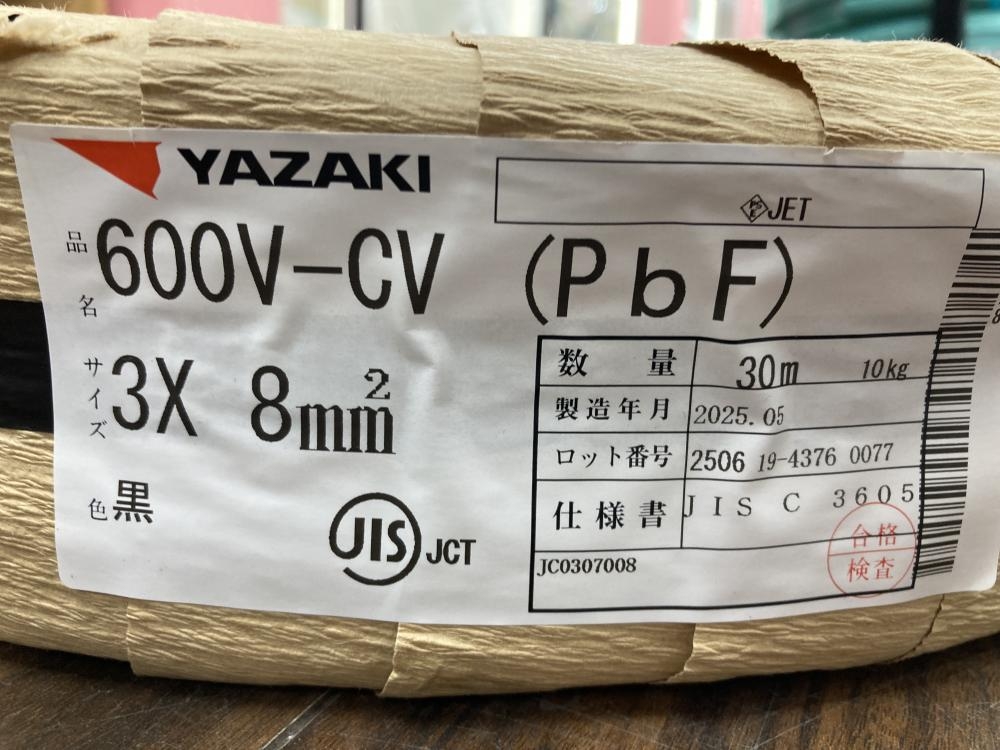 YAZAKI
PSE JET
品名 600V-CV (PbF)
サイズ 3X 8mm²
色 黒
JIS JCT
数量 30m 10kg
製造年月 2025.05
ロット番号 2506 19-4376 0077
仕様書 JIS C 3605
JC0307008
合格
検査